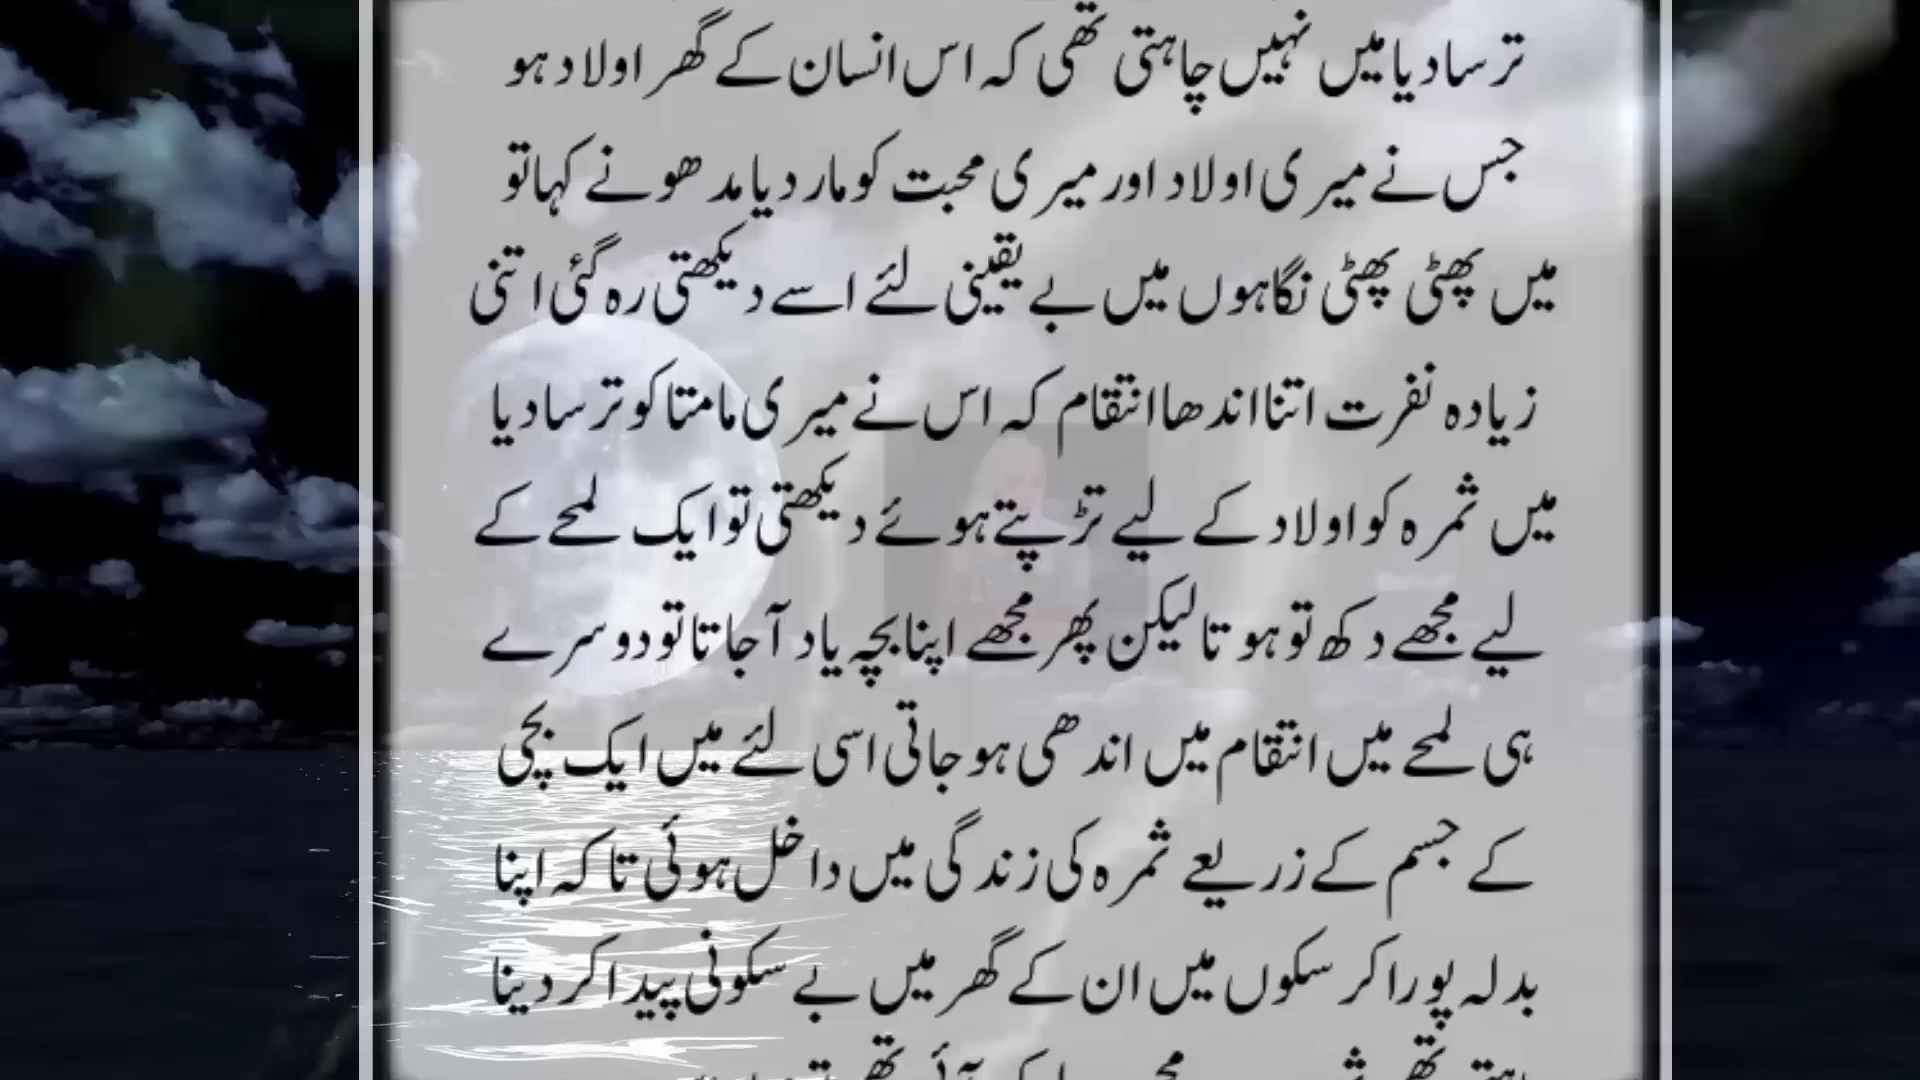 ترسادیا میں نہیں چاہتی تھی کہ اس انسان کے گھر اولاد ہو
جس نے میری اولاد اور میری محبت کو مار دیا مدھو نے کہا تو
میں پھٹی پھٹی نگاہوں میں بے یقینی لئے اسے دیکھتی رہ گئی اتنی
زیادہ نفرت اتنا اندھا انتقام کہ اس نے میری مامتا کو ترسا دیا
میں ثمرہ کو اولاد کے لیے تڑپتے ہوئے دیکھتی تو ایک لمحے کے
لیے مجھے دکھ تو ہوتا لیکن پھر مجھے اپنا بچہ یاد آجاتا تو دوسرے
ہی لمحے میں انتقام میں اندھی ہو جاتی اسی لئے میں ایک بچی
کے جسم کے زریعے ثمرہ کی زندگی میں داخل ہوئی تاکہ اپنا
بدلہ پورا کر سکوں میں ان کے گھر میں بے سکونی پیدا کر دینا